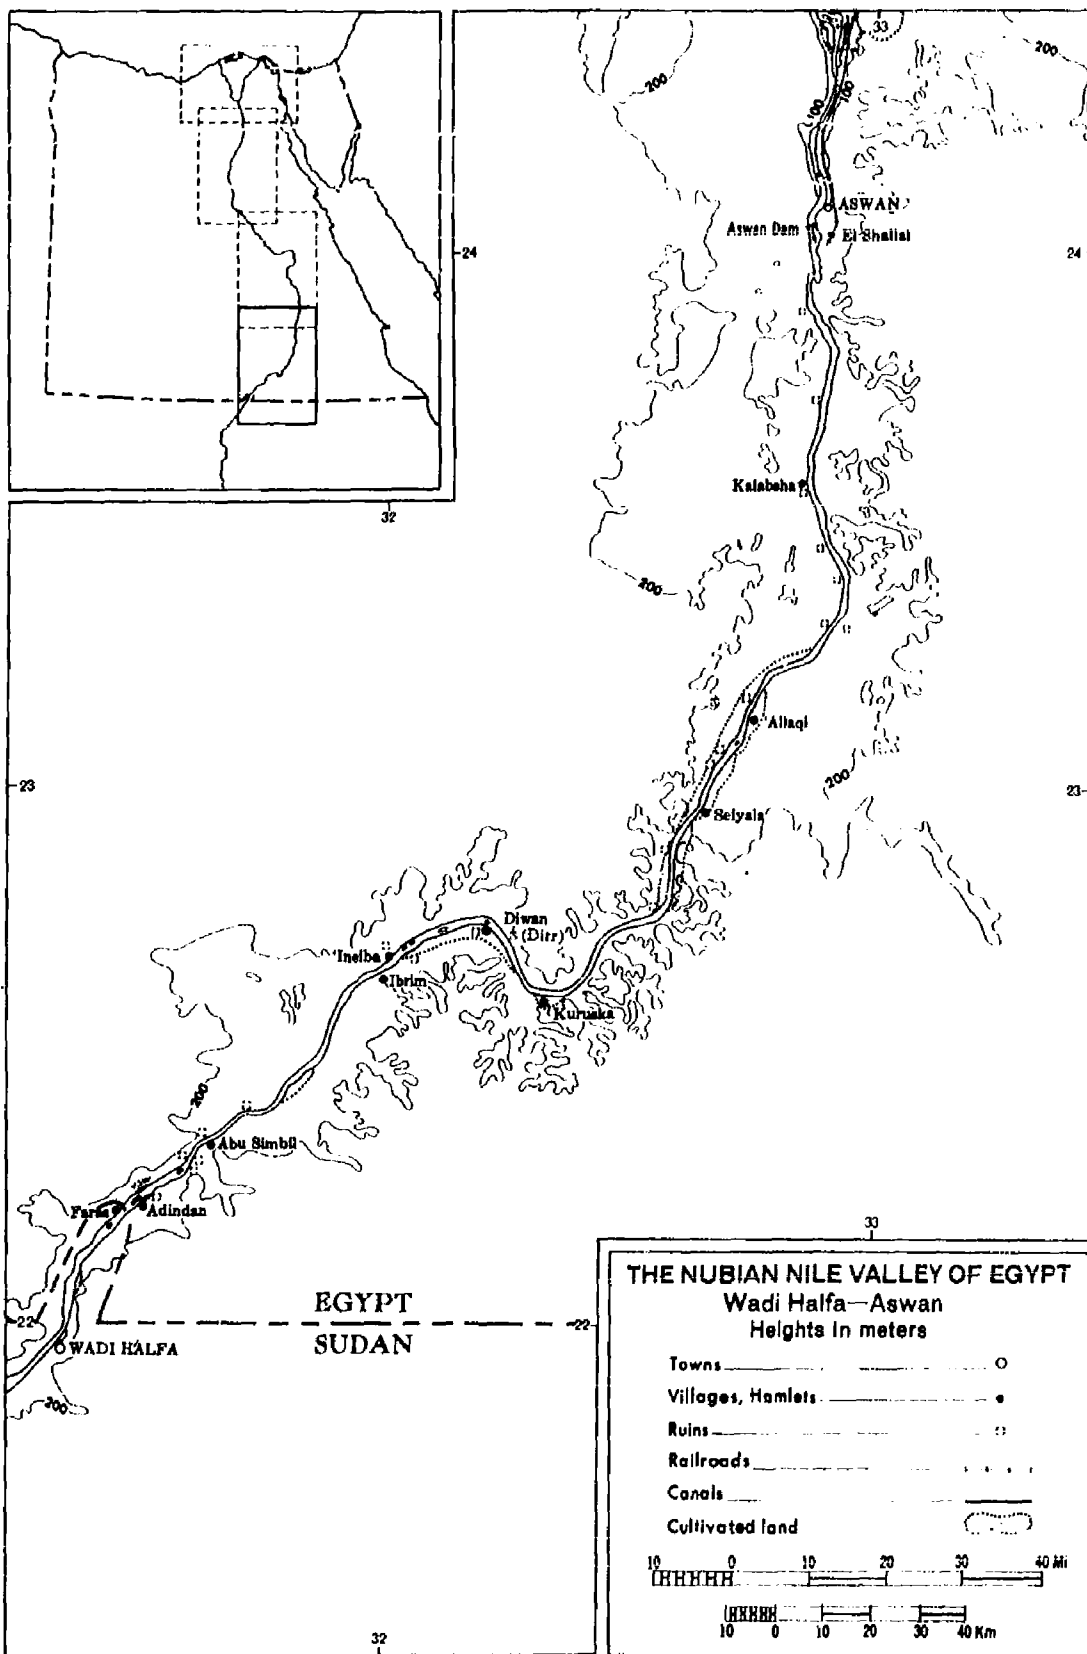 33
200
200
100
100
ASWAN
Aswan Dam
El Shallal
24
24
32
Kalabsha
200
Allaqi
200
23
23
Seiyala
Diwan
(Dirr)
Ineiba
Ibrim
Kuruska
200
Abu Simbil
Faras
Adindan
33
EGYPT
22
22
SUDAN
WADI HALFA
200
THE NUBIAN NILE VALLEY OF EGYPT
Wadi Halfa—Aswan
Heights in meters
Towns
Villages, Hamlets
Ruins
Railroads
Canals
Cultivated land
10 0 10 20 30 40 Mi
10 0 10 20 30 40 Km
32